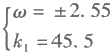 ω = ± 2. 55
k₁ = 45. 5